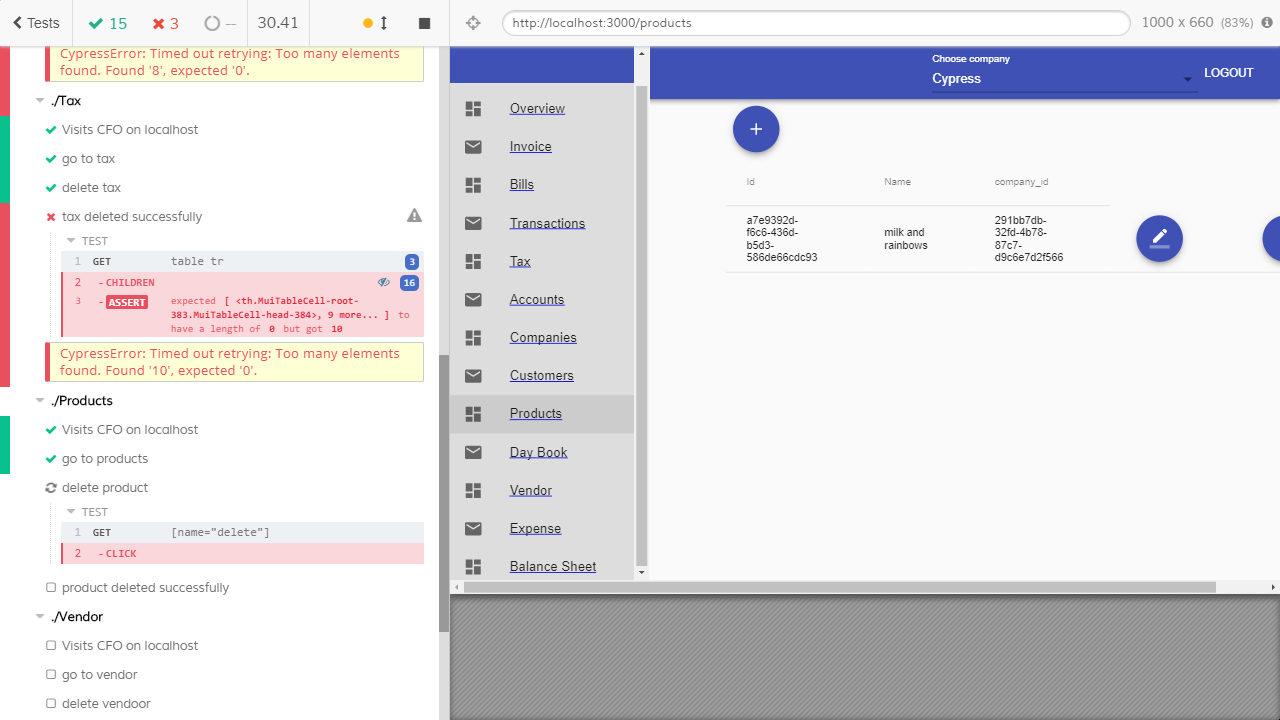 Tests
15
3
--
30.41
http://localhost:3000/products
1000 x 660 (83%)
CypressError: Timed out retrying: Too many elements
found. Found '8', expected '0'.
./Tax
Visits CFO on localhost
go to tax
delete tax
tax deleted successfully
TEST
1 GET table tr 3
2 -CHILDREN 16
3 -ASSERT expected [ <th.MuiTableCell-root-
383.MuiTableCell-head-384>, 9 more... ] to
have a length of 0 but got 10
CypressError: Timed out retrying: Too many elements
found. Found '10', expected '0'.
./Products
Visits CFO on localhost
go to products
delete product
TEST
1 GET [name="delete"]
2 -CLICK
product deleted successfully
./Vendor
Visits CFO on localhost
go to vendor
delete vendoor
Overview
Invoice
Bills
Transactions
Tax
Accounts
Companies
Customers
Products
Day Book
Vendor
Expense
Balance Sheet
Choose company
Cypress
LOGOUT
+
Id Name company_id
a7e9392d-
f6c6-436d-
b5d3-
586de66cdc93
milk and
rainbows
291bb7db-
32fd-4b78-
87c7-
d9c6e7d2f566